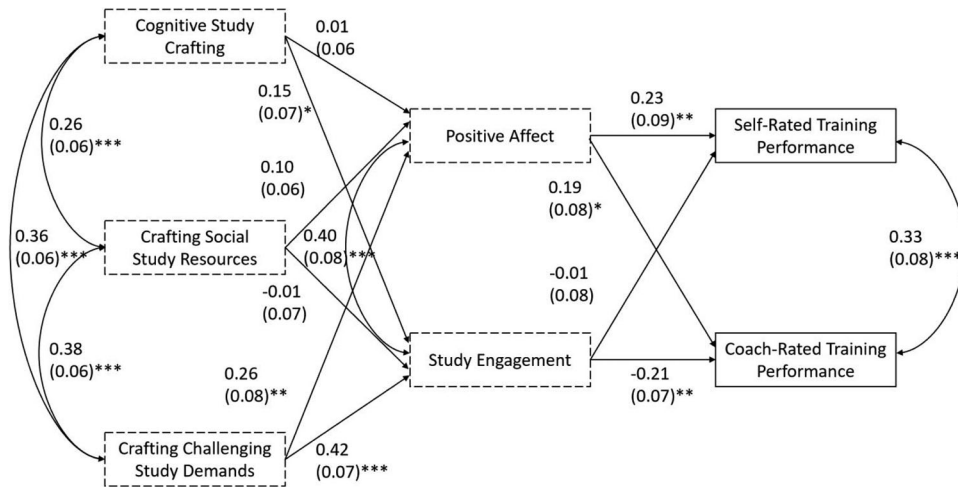 Cognitive Study
Crafting
0.01
(0.06
0.15
(0.07)*
0.26
(0.06)***
0.10
(0.06)
Positive Affect
0.23
(0.09)**
Self-Rated Training
Performance
0.19
(0.08)*
0.36
(0.06)***
Crafting Social
Study Resources
0.40
(0.08)***
-0.01
(0.07)
-0.01
(0.08)
0.33
(0.08)***
0.38
(0.06)***
0.26
(0.08)**
Study Engagement
-0.21
(0.07)**
Coach-Rated Training
Performance
Crafting Challenging
Study Demands
0.42
(0.07)***